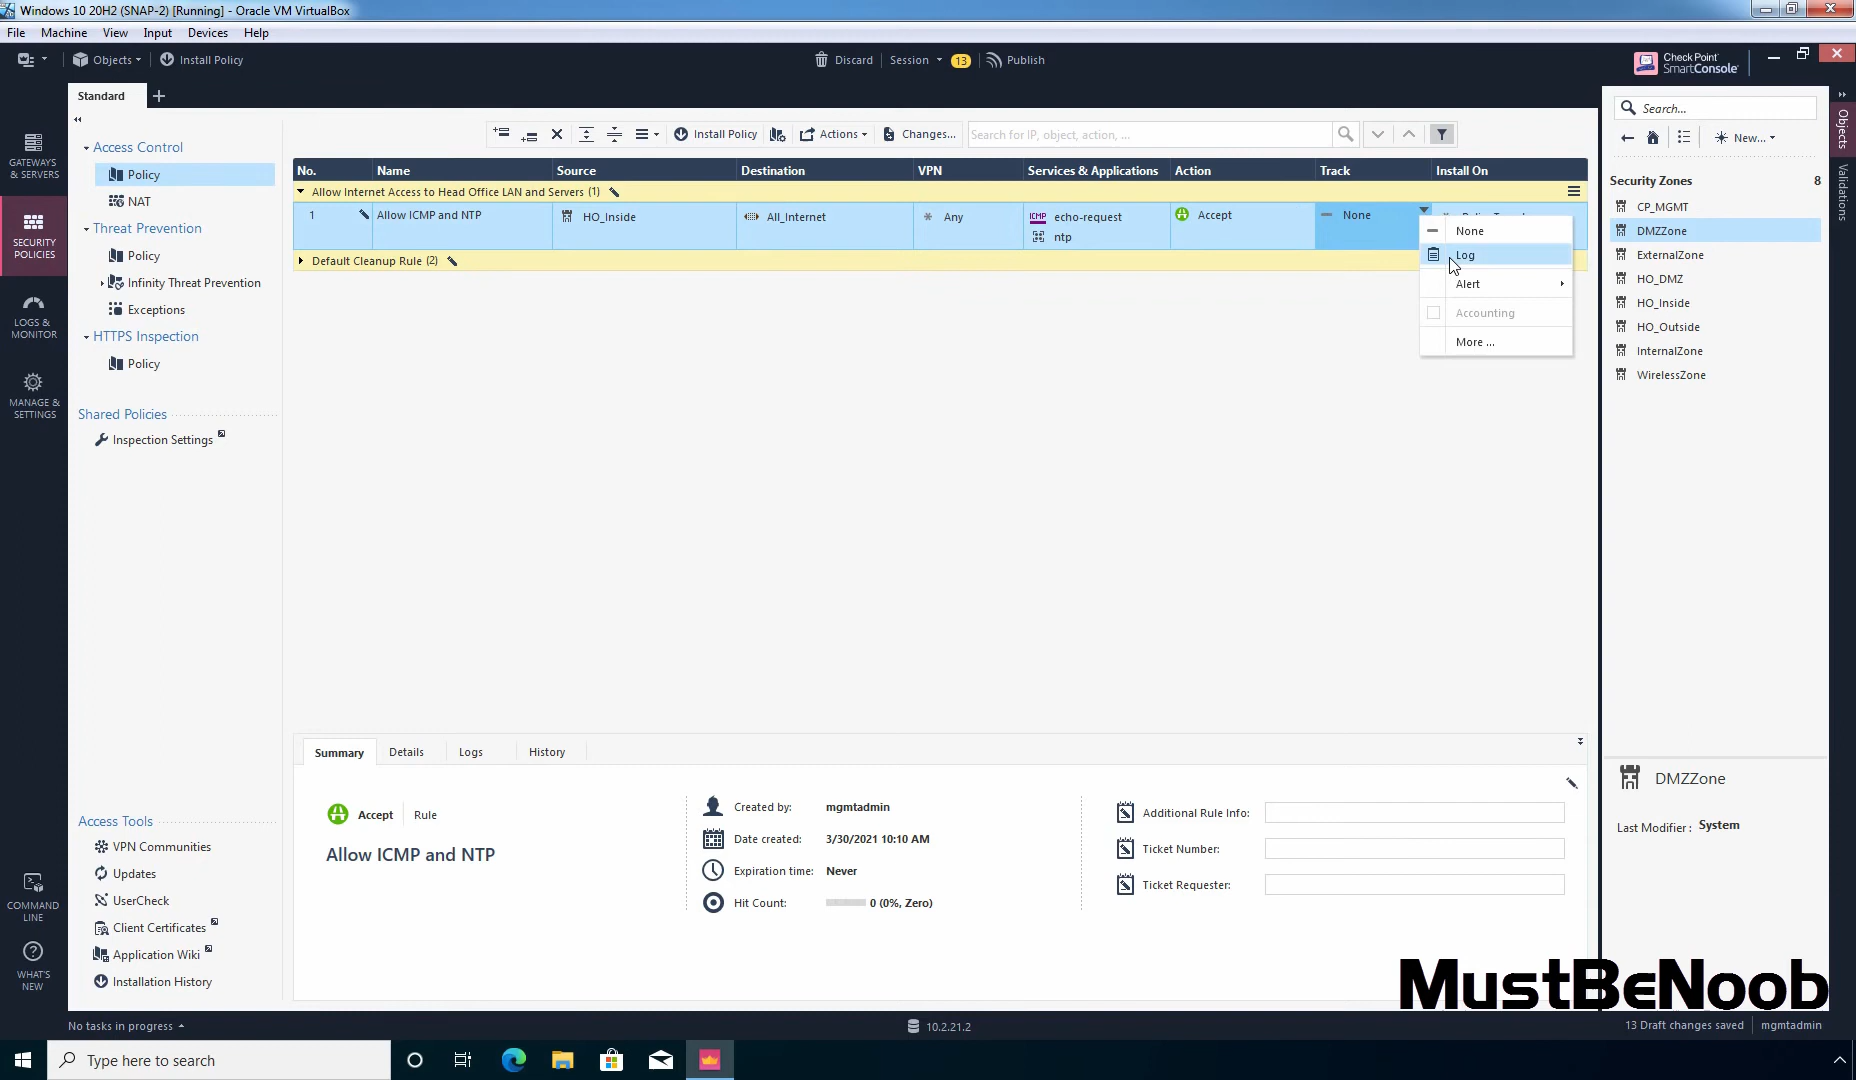 Windows 10 20H2 (SNAP-2) [Running] - Oracle VM VirtualBox
File Machine View Input Devices Help
Objects Install Policy Discard Session 13 Publish Check Point
SmartConsole
Standard
Search...
Install Policy Actions Changes... Search for IP, object, action, ...
New...
GATEWAYS
& SERVERS
SECURITY
POLICIES
LOGS &
MONITOR
MANAGE &
SETTINGS
COMMAND
LINE
WHAT'S
NEW
Access Control
Policy
NAT
Threat Prevention
Policy
Infinity Threat Prevention
Exceptions
HTTPS Inspection
Policy
Shared Policies
Inspection Settings
Access Tools
VPN Communities
Updates
UserCheck
Client Certificates
Application Wiki
Installation History
No. Name Source Destination VPN Services & Applications Action Track Install On
Allow Internet Access to Head Office LAN and Servers (1)
1 Allow ICMP and NTP HO_Inside All_Internet Any ICMP echo-request Accept None
ntp
Default Cleanup Rule (2)
None
Log
Alert
Accounting
More ...
Security Zones 8
CP_MGMT
DMZZone
ExternalZone
HO_DMZ
HO_Inside
HO_Outside
InternalZone
WirelessZone
Objects
Validations
DMZZone
Last Modifier : System
Summary Details Logs History
Accept Rule
Allow ICMP and NTP
Created by: mgmtadmin
Date created: 3/30/2021 10:10 AM
Expiration time: Never
Hit Count: 0 (0%, Zero)
Additional Rule Info:
Ticket Number:
Ticket Requester:
MustBeNoob
No tasks in progress 10.2.21.2 13 Draft changes saved mgmtadmin
Type here to search